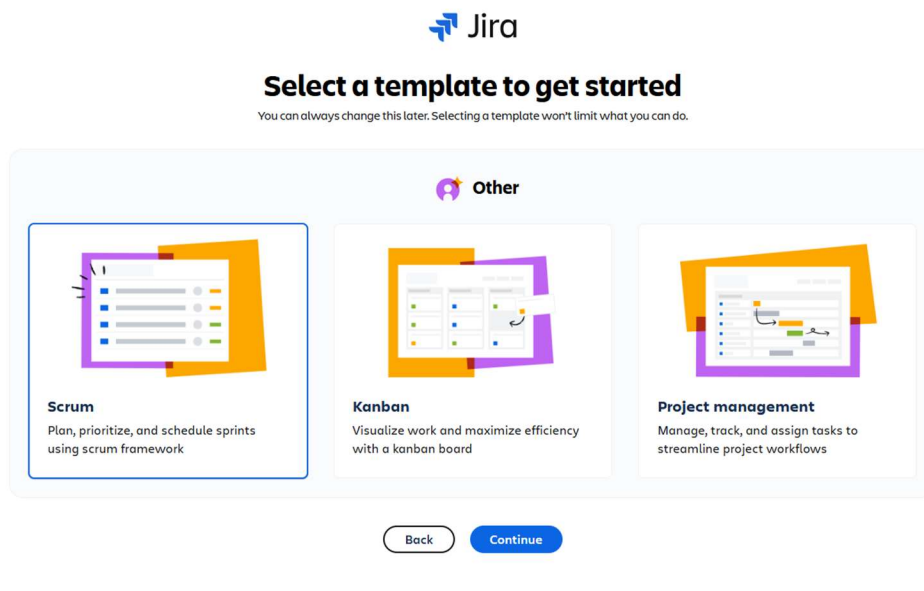 Jira
Select a template to get started
You can always change this later. Selecting a template won't limit what you can do.
Other
Scrum
Plan, prioritize, and schedule sprints
using scrum framework
Kanban
Visualize work and maximize efficiency
with a kanban board
Project management
Manage, track, and assign tasks to
streamline project workflows
Back
Continue